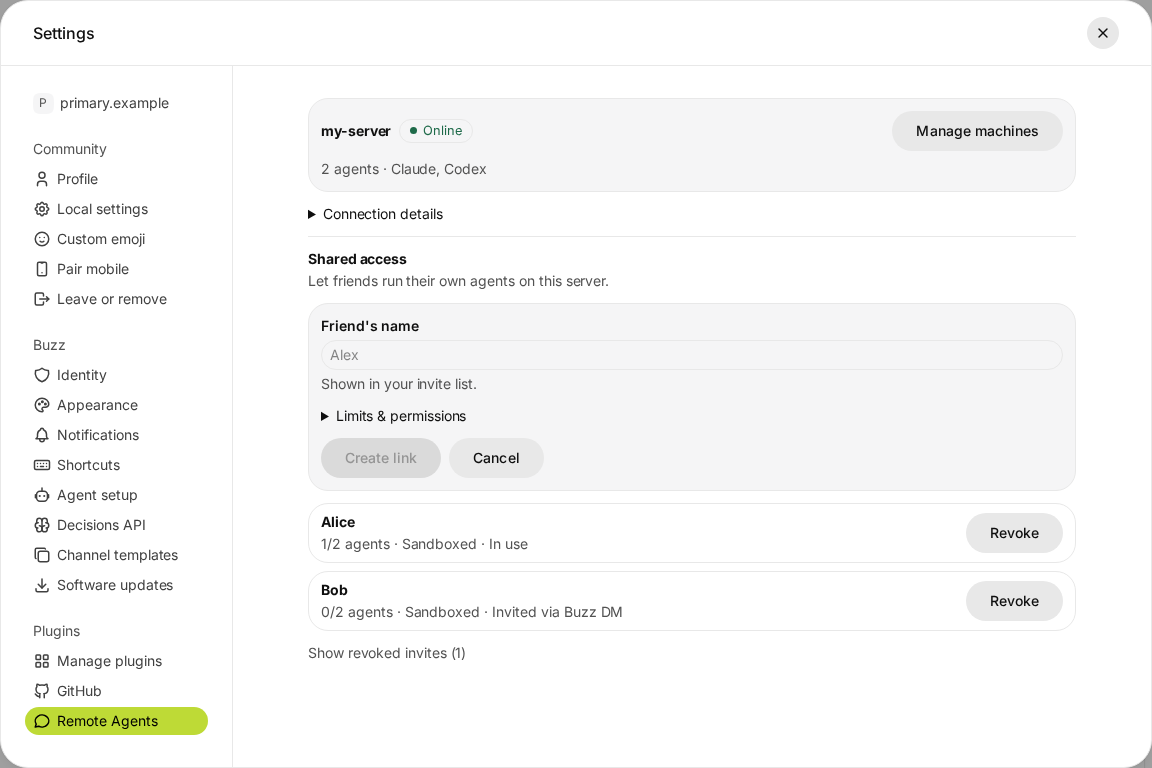 Settings
P primary.example
Community
Profile
Local settings
Custom emoji
Pair mobile
Leave or remove
Buzz
Identity
Appearance
Notifications
Shortcuts
Agent setup
Decisions API
Channel templates
Software updates
Plugins
Manage plugins
GitHub
Remote Agents
my-server Online Manage machines
2 agents · Claude, Codex
Connection details
Shared access
Let friends run their own agents on this server.
Friend's name
Alex
Shown in your invite list.
Limits & permissions
Create link Cancel
Alice
1/2 agents · Sandboxed · In use
Revoke
Bob
0/2 agents · Sandboxed · Invited via Buzz DM
Revoke
Show revoked invites (1)